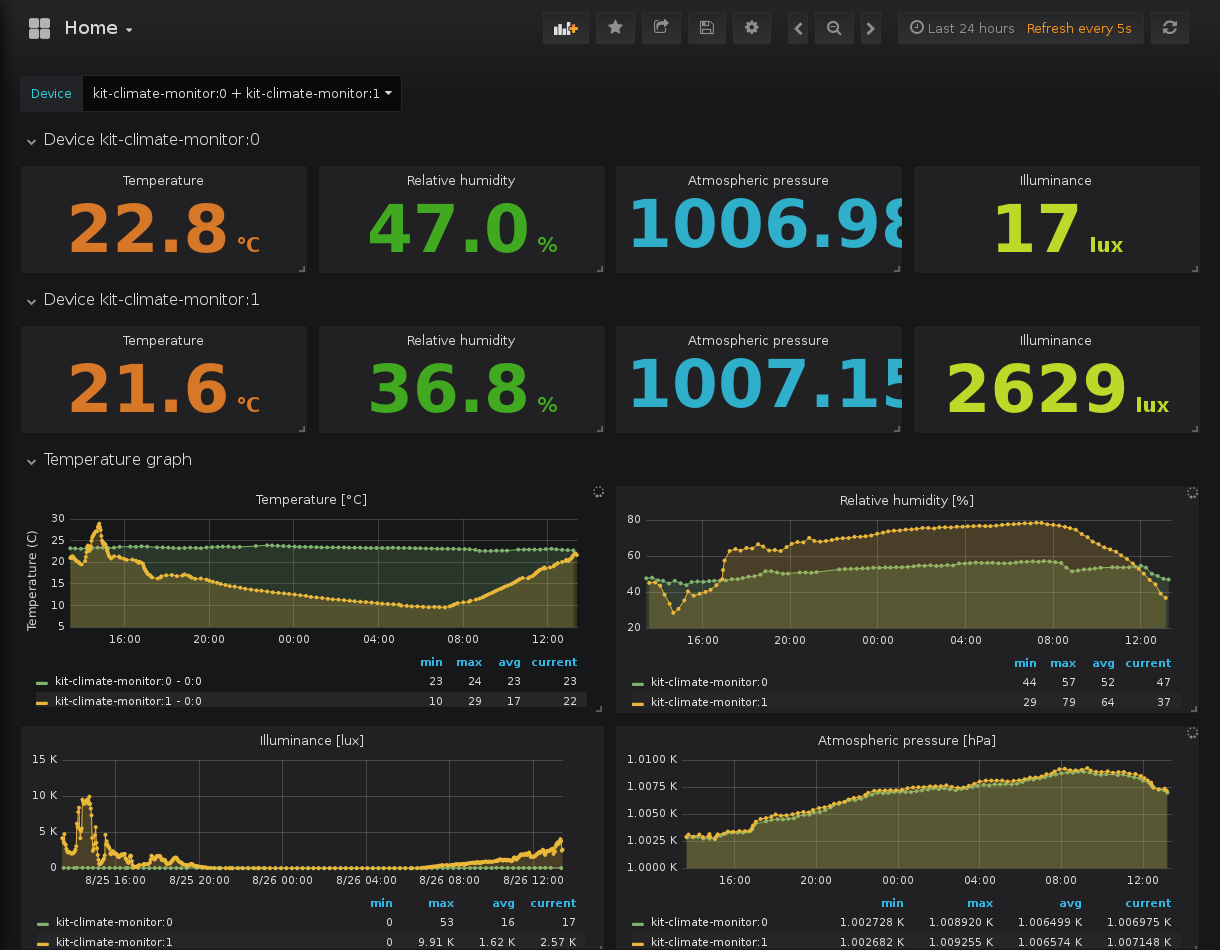 Home
Last 24 hours Refresh every 5s
Device kit-climate-monitor:0 + kit-climate-monitor:1
Device kit-climate-monitor:0
Temperature Relative humidity Atmospheric pressure Illuminance
22.8 °C 47.0 % 1006.98 17 lux
Device kit-climate-monitor:1
Temperature Relative humidity Atmospheric pressure Illuminance
21.6 °C 36.8 % 1007.15 2629 lux
Temperature graph
Temperature [°C]
Temperature (C)
30
25
20
15
10
5
16:00 20:00 00:00 04:00 08:00 12:00
min max avg current
kit-climate-monitor:0 - 0:0 23 24 23 23
kit-climate-monitor:1 - 0:0 10 29 17 22
Relative humidity [%]
80
60
40
20
16:00 20:00 00:00 04:00 08:00 12:00
min max avg current
kit-climate-monitor:0 44 57 52 47
kit-climate-monitor:1 29 79 64 37
Illuminance [lux]
15 K
10 K
5 K
0
8/25 16:00 8/25 20:00 8/26 00:00 8/26 04:00 8/26 08:00 8/26 12:00
min max avg current
kit-climate-monitor:0 0 53 16 17
kit-climate-monitor:1 0 9.91 K 1.62 K 2.57 K
Atmospheric pressure [hPa]
1.0100 K
1.0075 K
1.0050 K
1.0025 K
1.0000 K
16:00 20:00 00:00 04:00 08:00 12:00
min max avg current
kit-climate-monitor:0 1.002728 K 1.008920 K 1.006499 K 1.006975 K
kit-climate-monitor:1 1.002682 K 1.009255 K 1.006574 K 1.007148 K